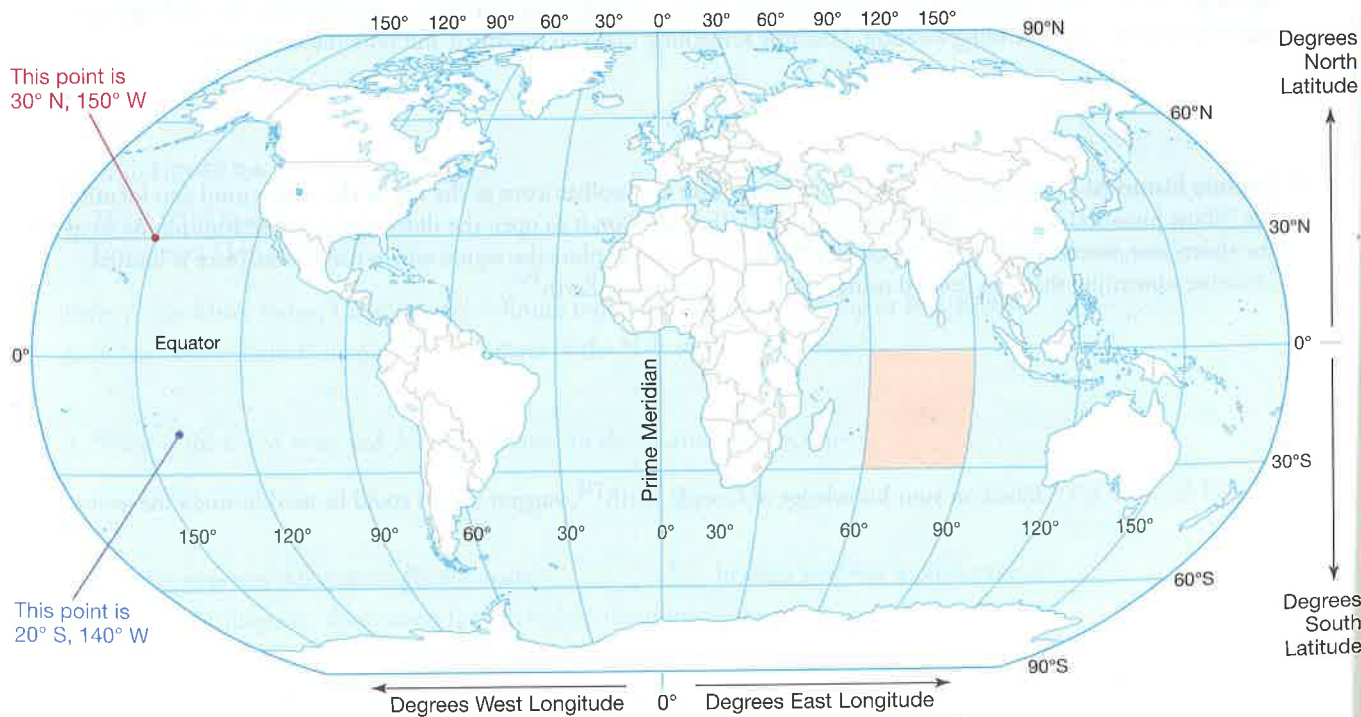 150° 120° 90° 60° 30° 0° 30° 60° 90° 120° 150°
90°N
Degrees
North
Latitude
This point is
30° N, 150° W
60°N
30°N
Equator
0°
0°
Prime Meridian
30°S
150° 120° 90° 60° 30° 0° 30° 60° 90° 120° 150°
60°S
This point is
20° S, 140° W
Degrees
South
Latitude
90°S
Degrees West Longitude 0° Degrees East Longitude